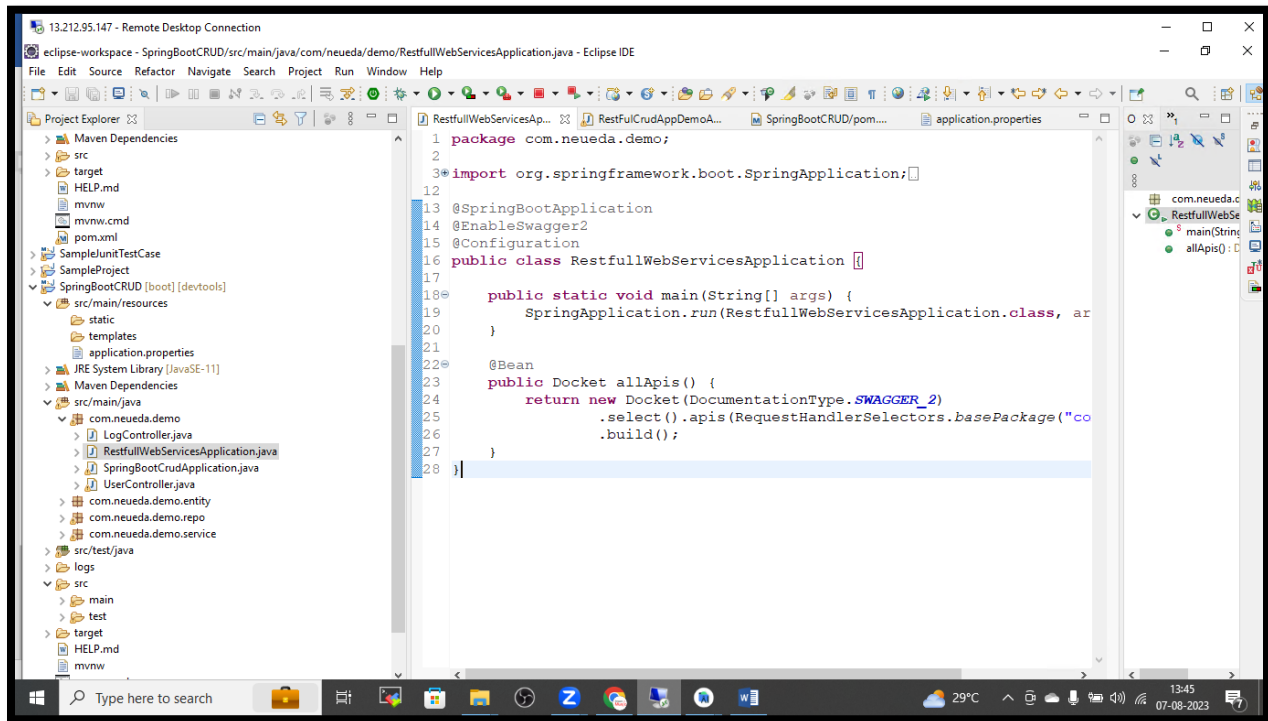 13.212.95.147 - Remote Desktop Connection
eclipse-workspace - SpringBootCRUD/src/main/java/com/neueda/demo/RestfullWebServicesApplication.java - Eclipse IDE
File Edit Source Refactor Navigate Search Project Run Window Help
Project Explorer
Maven Dependencies
src
target
HELP.md
mvnw
mvnw.cmd
pom.xml
SampleJunitTestCase
SampleProject
SpringBootCRUD [boot] [devtools]
src/main/resources
static
templates
application.properties
JRE System Library [JavaSE-11]
Maven Dependencies
src/main/java
com.neueda.demo
LogController.java
RestfullWebServicesApplication.java
SpringBootCrudApplication.java
UserController.java
com.neueda.demo.entity
com.neueda.demo.repo
com.neueda.demo.service
src/test/java
logs
src
main
test
target
HELP.md
mvnw
RestfullWebServicesAp... RestFulCrudAppDemoA... SpringBootCRUD/pom.... application.properties
1 package com.neueda.demo;
2
3 import org.springframework.boot.SpringApplication;
12
13 @SpringBootApplication
14 @EnableSwagger2
15 @Configuration
16 public class RestfullWebServicesApplication {
17
18 public static void main(String[] args) {
19 SpringApplication.run(RestfullWebServicesApplication.class, ar
20 }
21
22 @Bean
23 public Docket allApis() {
24 return new Docket(DocumentationType.SWAGGER_2)
25 .select().apis(RequestHandlerSelectors.basePackage("co
26 .build();
27 }
28 }
O
com.neueda.d
RestfullWebSe
main(String
allApis() : D
Type here to search
29°C
13:45
07-08-2023